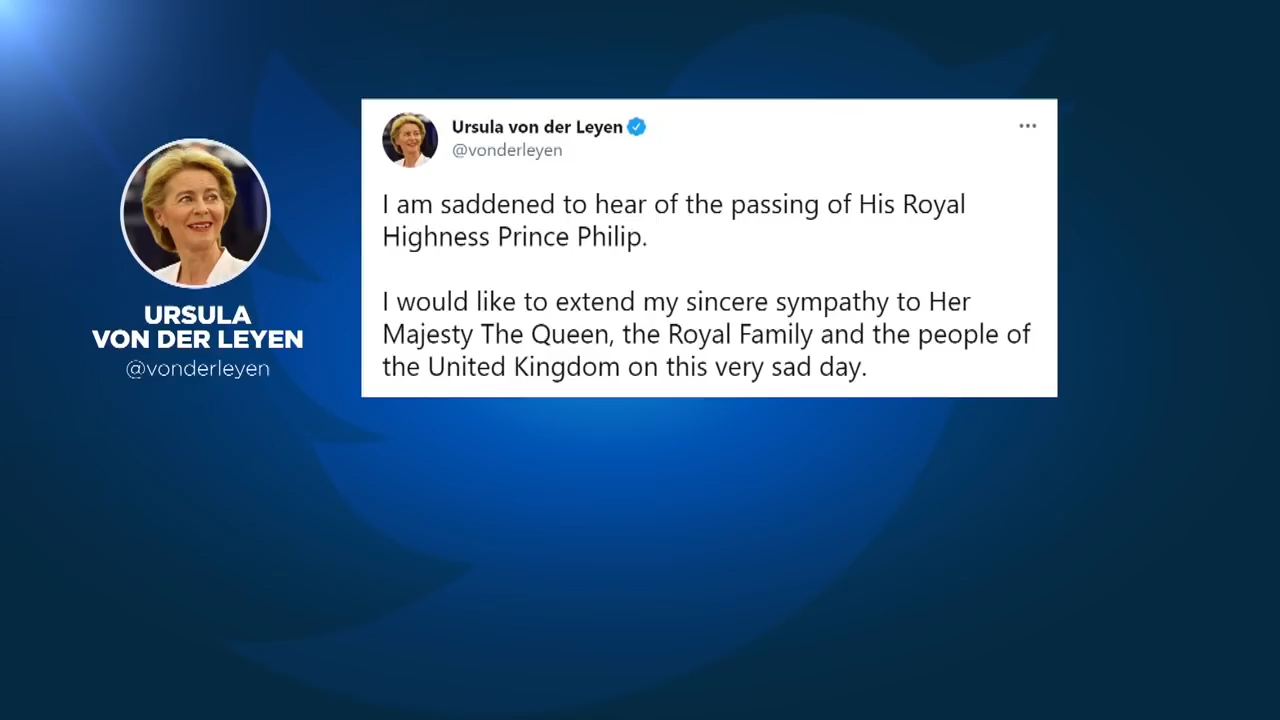 URSULA
VON DER LEYEN
@vonderleyen
Ursula von der Leyen
@vonderleyen
I am saddened to hear of the passing of His Royal
Highness Prince Philip.
I would like to extend my sincere sympathy to Her
Majesty The Queen, the Royal Family and the people of
the United Kingdom on this very sad day.